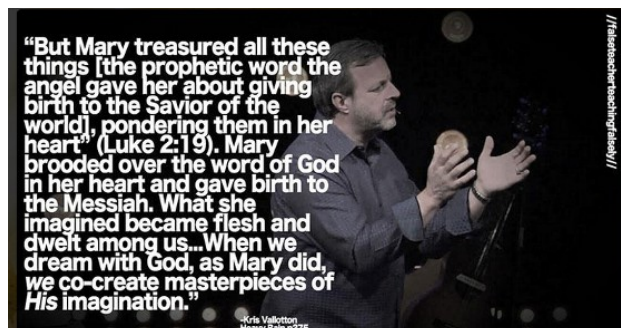 “But Mary treasured all these
things [the prophetic word the
angel gave her about giving
birth to the Savior of the
world], pondering them in her
heart” (Luke 2:19). Mary
brooded over the word of God
in her heart and gave birth to
the Messiah. What she
imagined became flesh and
dwelt among us...When we
dream with God, as Mary did,
we co-create masterpieces of
His imagination.”
-Kris Vallotton
Heavy Rain p275
//falseteacherteachingfalsely//